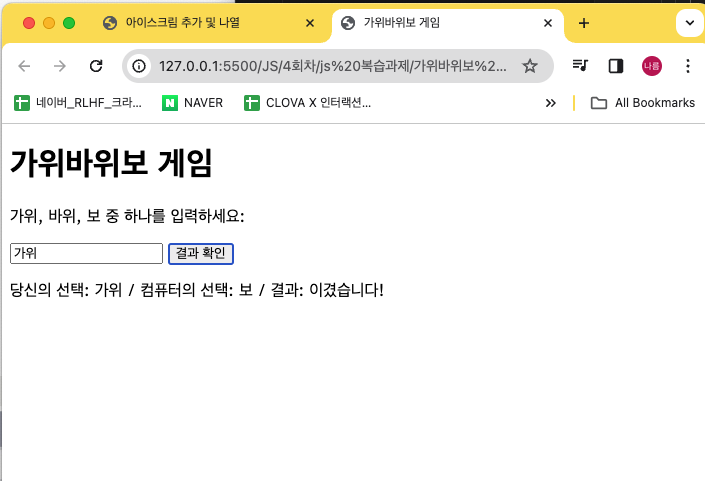 아이스크림 추가 및 나열
가위바위보 게임
127.0.0.1:5500/JS/4회차/js%20복습과제/가위바위보%2...
나름
네이버_RLHF_크라...
N NAVER
CLOVA X 인터랙션...
All Bookmarks
가위바위보 게임
가위, 바위, 보 중 하나를 입력하세요:
가위 결과 확인
당신의 선택: 가위 / 컴퓨터의 선택: 보 / 결과: 이겼습니다!